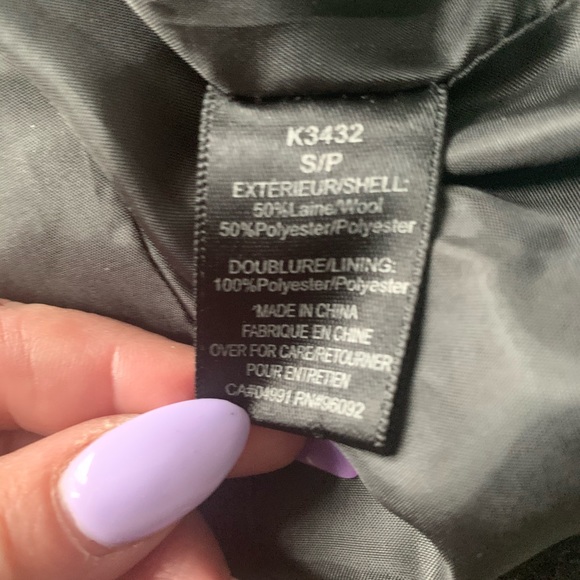 K3432
S/P
EXTÉRIEUR/SHELL:
50%Laine/Wool
50%Polyester/Polyester
DOUBLURE/LINING:
100%Polyester/Polyester
*MADE IN CHINA
FABRIQUE EN CHINE
OVER FOR CARE/RETOURNER
POUR ENTRETIEN
CA#04991 RN#96092